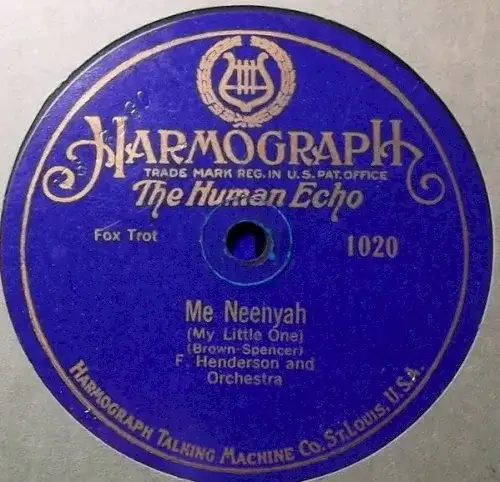 HARMOGRAPH
TRADE MARK REG. IN U.S. PAT. OFFICE
The Human Echo
Fox Trot
1020
Me Neenyah
(My Little One)
(Brown-Spencer)
F. Henderson and
Orchestra
HARMOGRAPH TALKING MACHINE CO. ST. LOUIS, U.S.A.